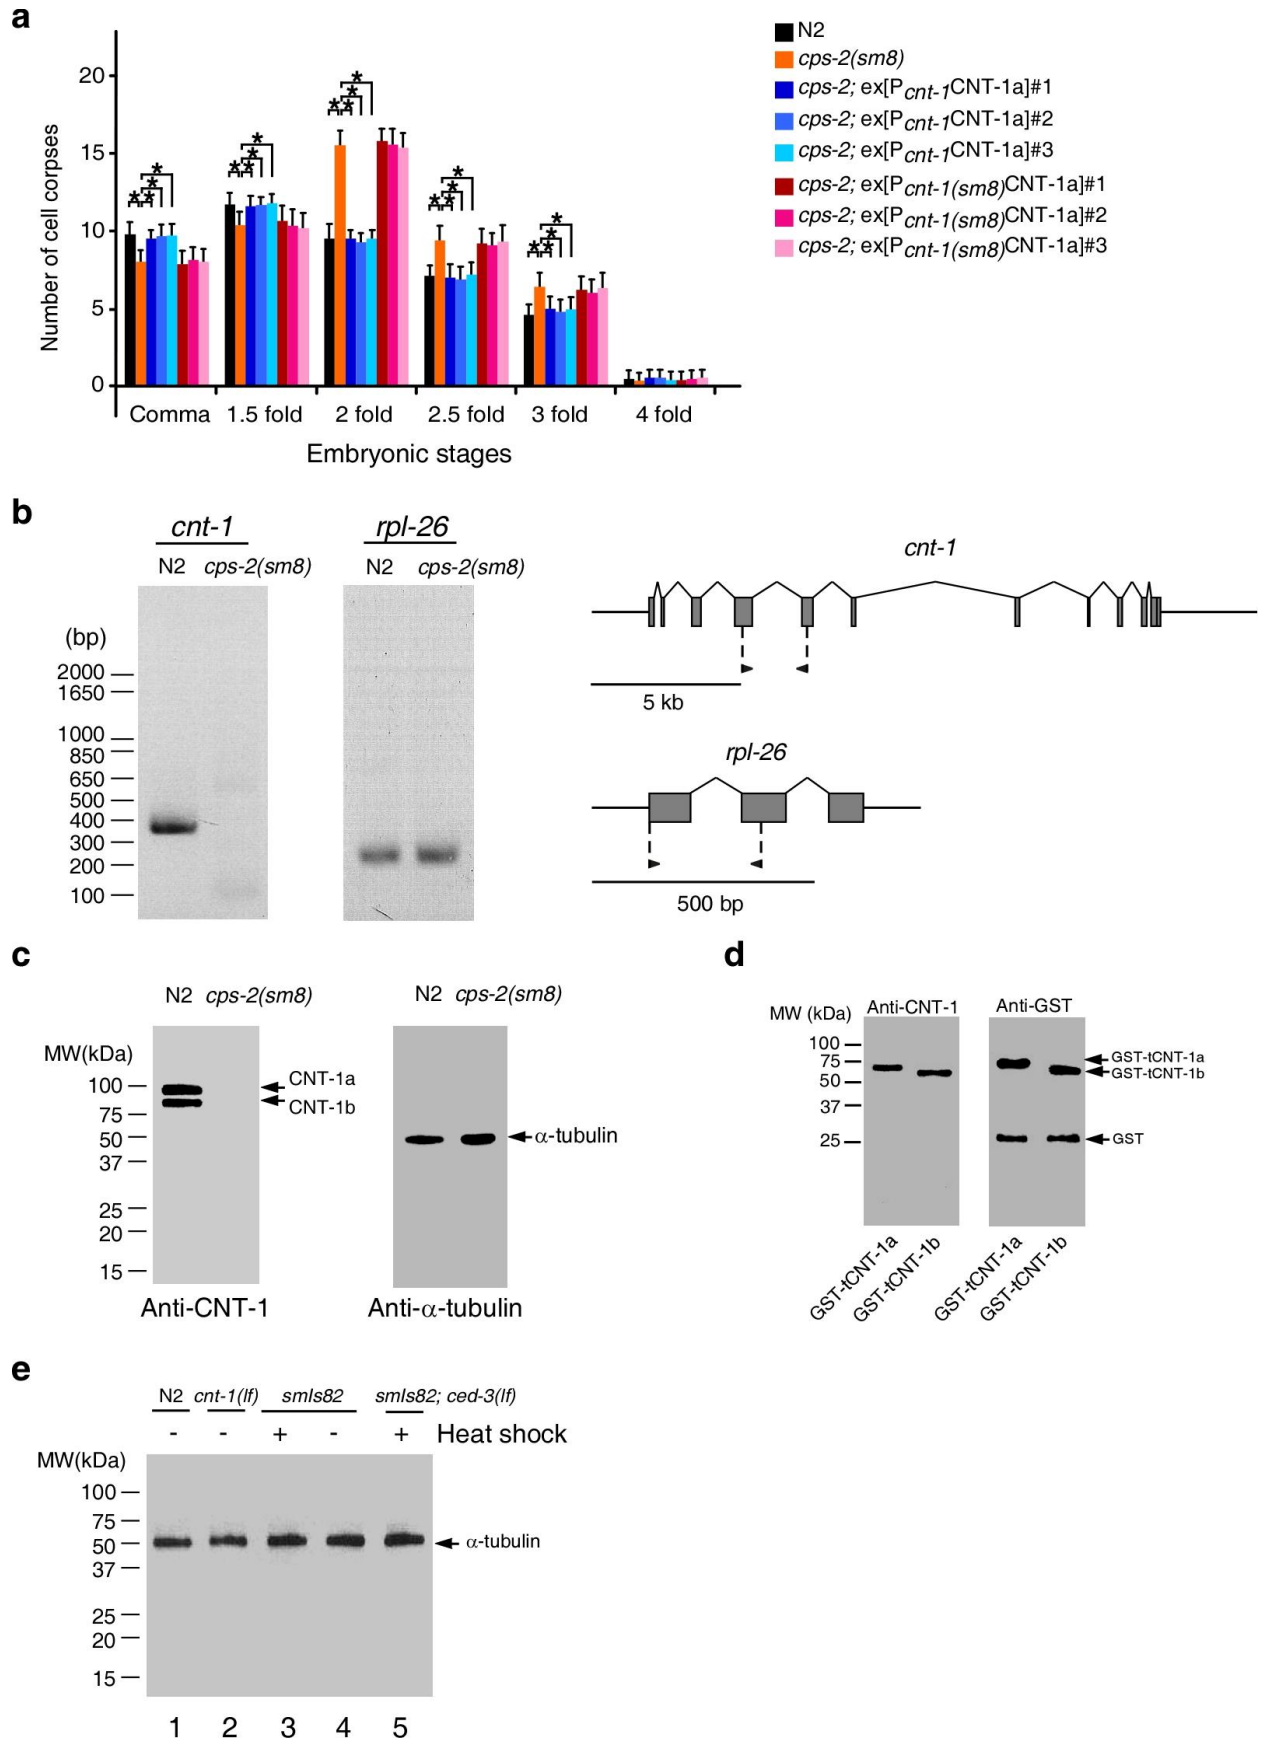 a
Number of cell corpses
20
15
10
5
0
Comma 1.5 fold 2 fold 2.5 fold 3 fold 4 fold
Embryonic stages
N2
cps-2(sm8)
cps-2; ex[Pcnt-1CNT-1a]#1
cps-2; ex[Pcnt-1CNT-1a]#2
cps-2; ex[Pcnt-1CNT-1a]#3
cps-2; ex[Pcnt-1(sm8)CNT-1a]#1
cps-2; ex[Pcnt-1(sm8)CNT-1a]#2
cps-2; ex[Pcnt-1(sm8)CNT-1a]#3
b
cnt-1 rpl-26
N2 cps-2(sm8) N2 cps-2(sm8)
(bp)
2000
1650
1000
850
650
500
400
300
200
100
cnt-1
5 kb
rpl-26
500 bp
c
N2 cps-2(sm8) N2 cps-2(sm8)
MW(kDa)
100
75
50
37
25
20
15
CNT-1a
CNT-1b
α-tubulin
Anti-CNT-1 Anti-α-tubulin
d
MW (kDa) Anti-CNT-1 Anti-GST
100
75
50
37
25
GST-tCNT-1a
GST-tCNT-1b
GST
GST-tCNT-1a GST-tCNT-1b GST-tCNT-1a GST-tCNT-1b
e
N2 cnt-1(lf) smIs82 smIs82; ced-3(lf)
- - + - + Heat shock
MW(kDa)
100
75
50
37
25
20
15
α-tubulin
1 2 3 4 5